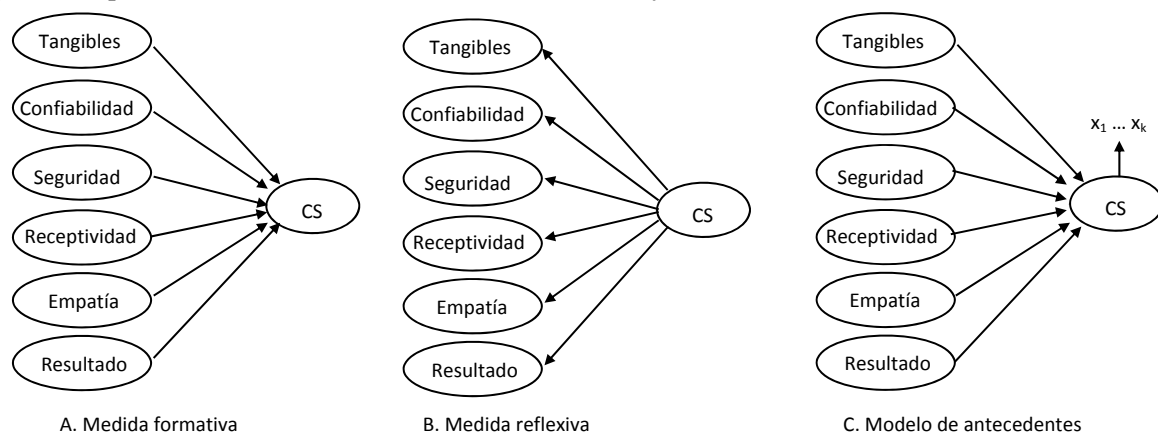 Tangibles
Confiabilidad
Seguridad
Receptividad
Empatía
Resultado
CS
A. Medida formativa
Tangibles
Confiabilidad
Seguridad
Receptividad
Empatía
Resultado
CS
B. Medida reflexiva
Tangibles
Confiabilidad
Seguridad
Receptividad
Empatía
Resultado
x₁ ... xₖ
CS
C. Modelo de antecedentes